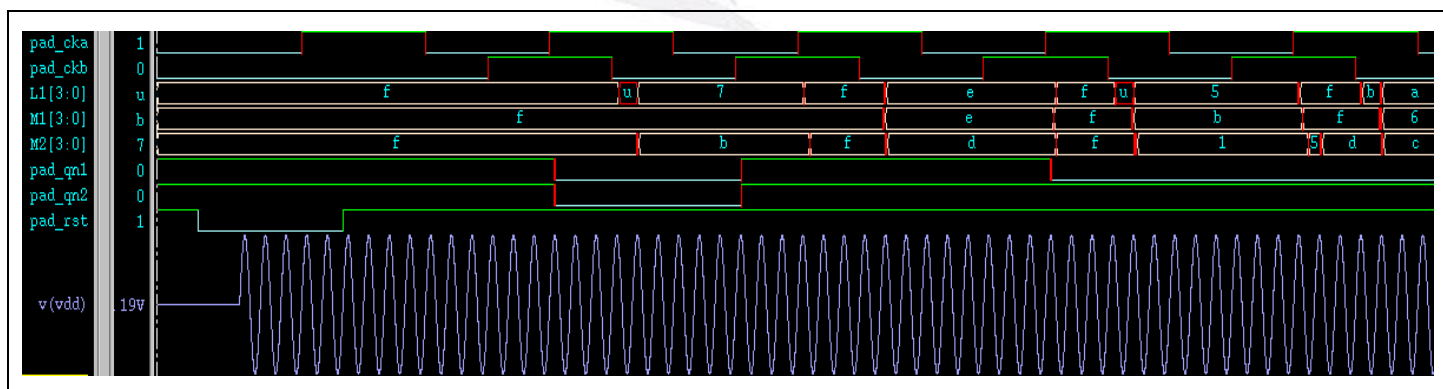 pad_cka 1
pad_ckb 0
L1[3:0] u f u 7 f e f u 5 f b a
M1[3:0] b f e f b f 6
M2[3:0] 7 f b f d f 1 5 d c
pad_qn1 0
pad_qn2 0
pad_rst 1
v(vdd) .19V